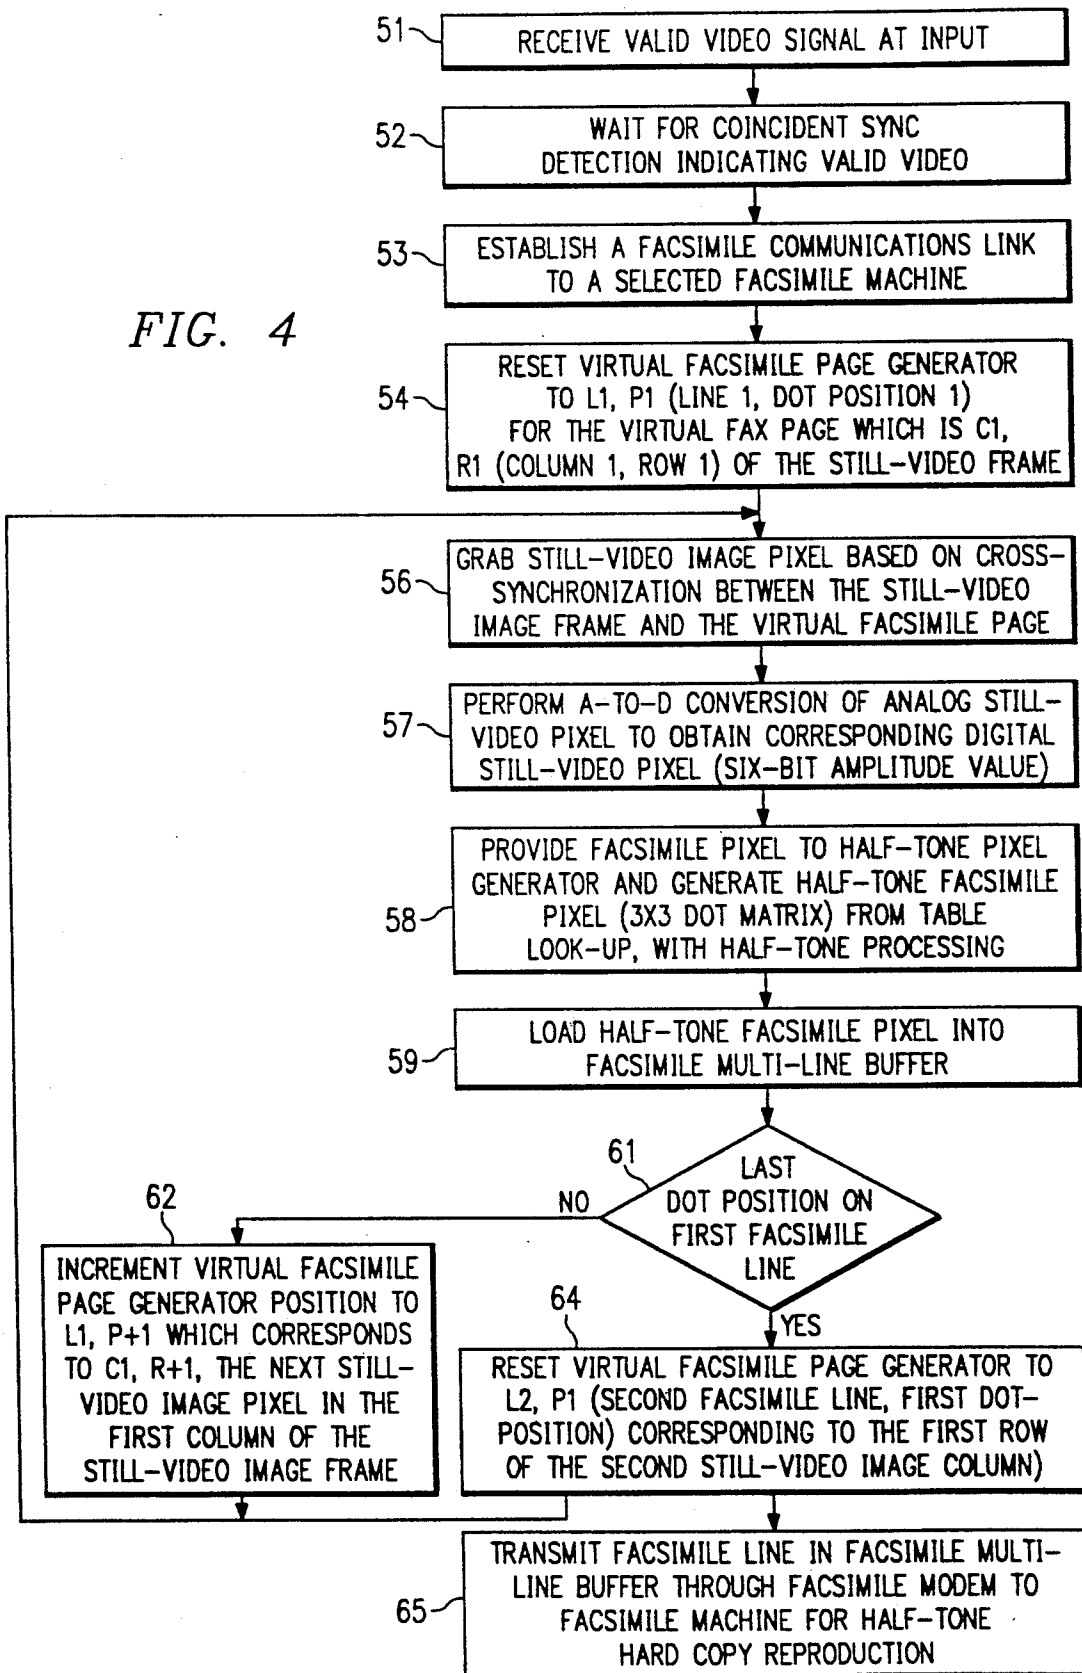 51
RECEIVE VALID VIDEO SIGNAL AT INPUT
52
WAIT FOR COINCIDENT SYNC
DETECTION INDICATING VALID VIDEO
53
ESTABLISH A FACSIMILE COMMUNICATIONS LINK
TO A SELECTED FACSIMILE MACHINE
FIG. 4
54
RESET VIRTUAL FACSIMILE PAGE GENERATOR
TO L1, P1 (LINE 1, DOT POSITION 1)
FOR THE VIRTUAL FAX PAGE WHICH IS C1,
R1 (COLUMN 1, ROW 1) OF THE STILL-VIDEO FRAME
56
GRAB STILL-VIDEO IMAGE PIXEL BASED ON CROSS-
SYNCHRONIZATION BETWEEN THE STILL-VIDEO
IMAGE FRAME AND THE VIRTUAL FACSIMILE PAGE
57
PERFORM A-TO-D CONVERSION OF ANALOG STILL-
VIDEO PIXEL TO OBTAIN CORRESPONDING DIGITAL
STILL-VIDEO PIXEL (SIX-BIT AMPLITUDE VALUE)
58
PROVIDE FACSIMILE PIXEL TO HALF-TONE PIXEL
GENERATOR AND GENERATE HALF-TONE FACSIMILE
PIXEL (3X3 DOT MATRIX) FROM TABLE
LOOK-UP, WITH HALF-TONE PROCESSING
59
LOAD HALF-TONE FACSIMILE PIXEL INTO
FACSIMILE MULTI-LINE BUFFER
61
LAST
DOT POSITION ON
FIRST FACSIMILE
LINE
NO
YES
62
INCREMENT VIRTUAL FACSIMILE
PAGE GENERATOR POSITION TO
L1, P+1 WHICH CORRESPONDS
TO C1, R+1, THE NEXT STILL-
VIDEO IMAGE PIXEL IN THE
FIRST COLUMN OF THE
STILL-VIDEO IMAGE FRAME
64
RESET VIRTUAL FACSIMILE PAGE GENERATOR TO
L2, P1 (SECOND FACSIMILE LINE, FIRST DOT-
POSITION) CORRESPONDING TO THE FIRST ROW
OF THE SECOND STILL-VIDEO IMAGE COLUMN)
65
TRANSMIT FACSIMILE LINE IN FACSIMILE MULTI-
LINE BUFFER THROUGH FACSIMILE MODEM TO
FACSIMILE MACHINE FOR HALF-TONE
HARD COPY REPRODUCTION